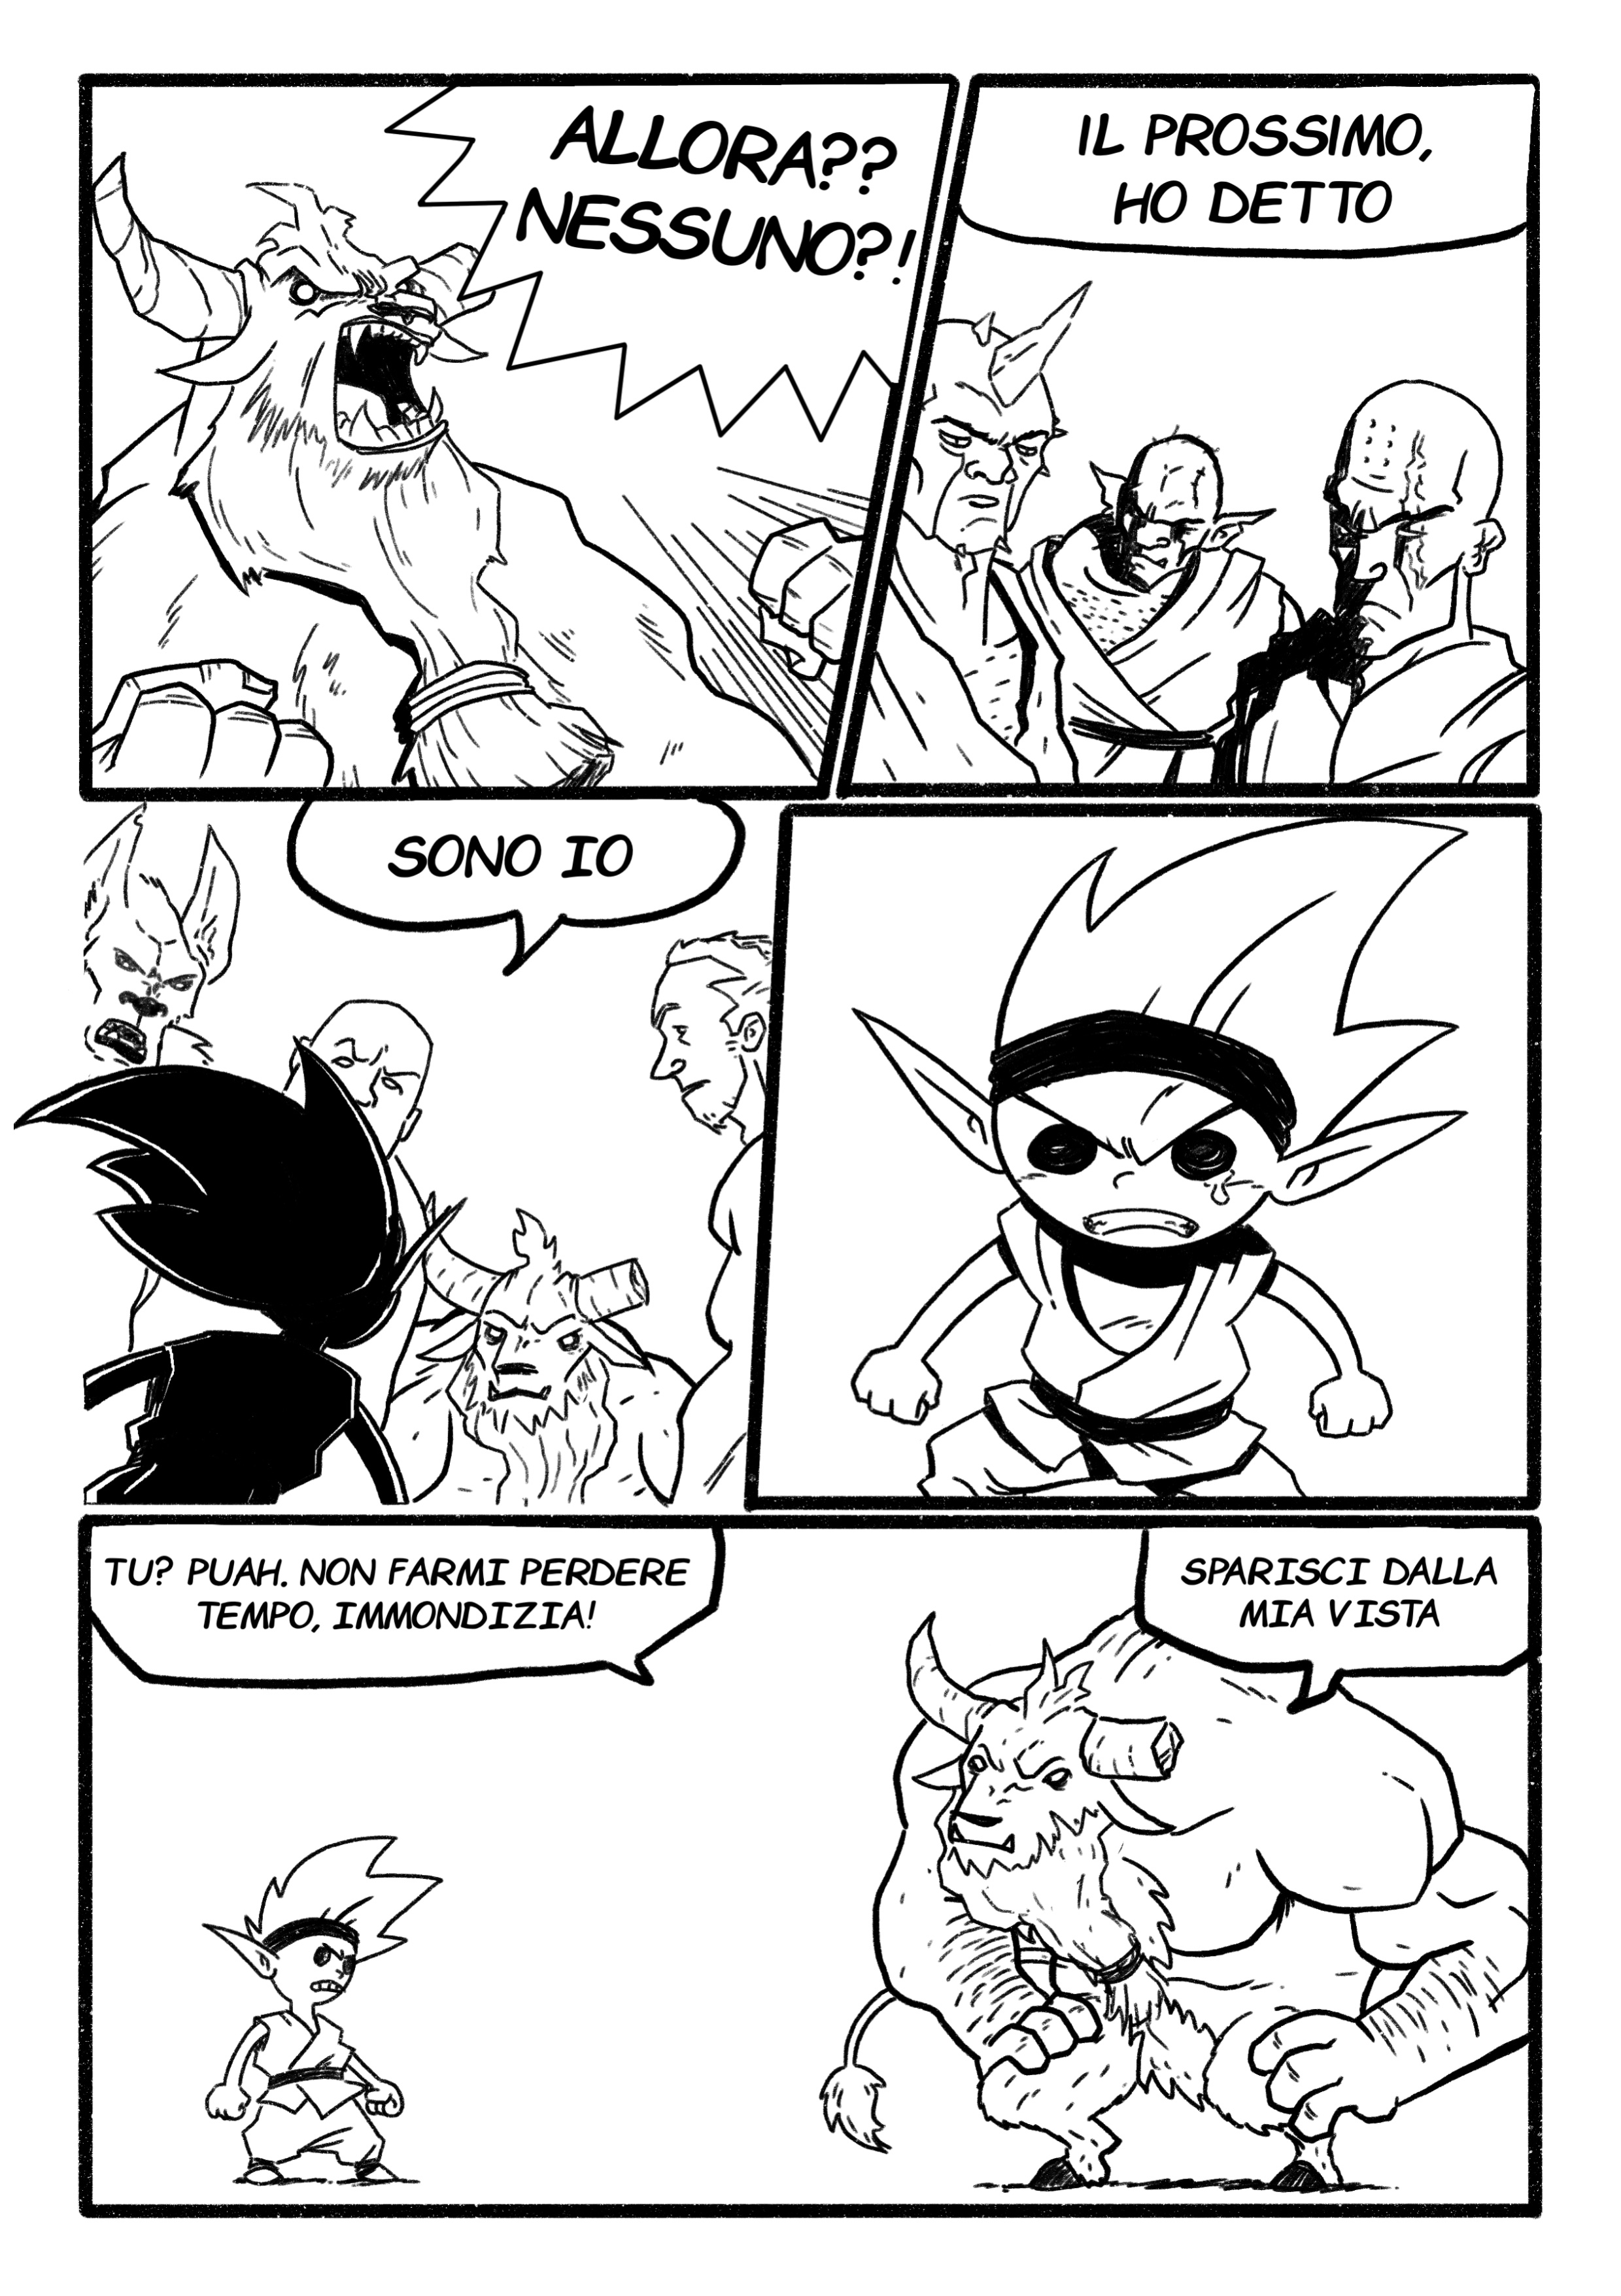 ALLORA??
NESSUNO?!
IL PROSSIMO,
HO DETTO
SONO IO
TU? PUAH. NON FARMI PERDERE
TEMPO, IMMONDIZIA!
SPARISCI DALLA
MIA VISTA